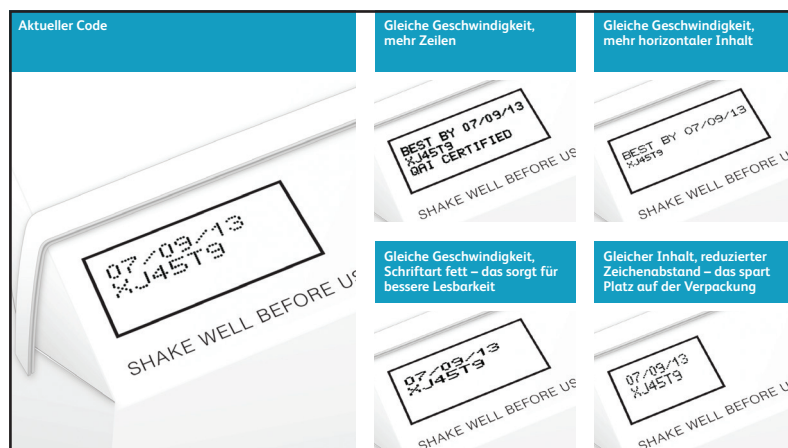 Aktueller Code
07/09/13
XJ45T9
SHAKE WELL BEFORE US
Gleiche Geschwindigkeit,
mehr Zeilen
BEST BY 07/09/13
XJ45T9
QAI CERTIFIED
SHAKE WELL BEFORE US
Gleiche Geschwindigkeit,
mehr horizontaler Inhalt
BEST BY 07/09/13
XJ45T9
SHAKE WELL BEFORE U
Gleiche Geschwindigkeit,
Schriftart fett – das sorgt für
bessere Lesbarkeit
07/09/13
XJ45T9
SHAKE WELL BEFORE US
Gleicher Inhalt, reduzierter
Zeichenabstand – das spart
Platz auf der Verpackung
07/09/13
XJ45T9
SHAKE WELL BEFORE U